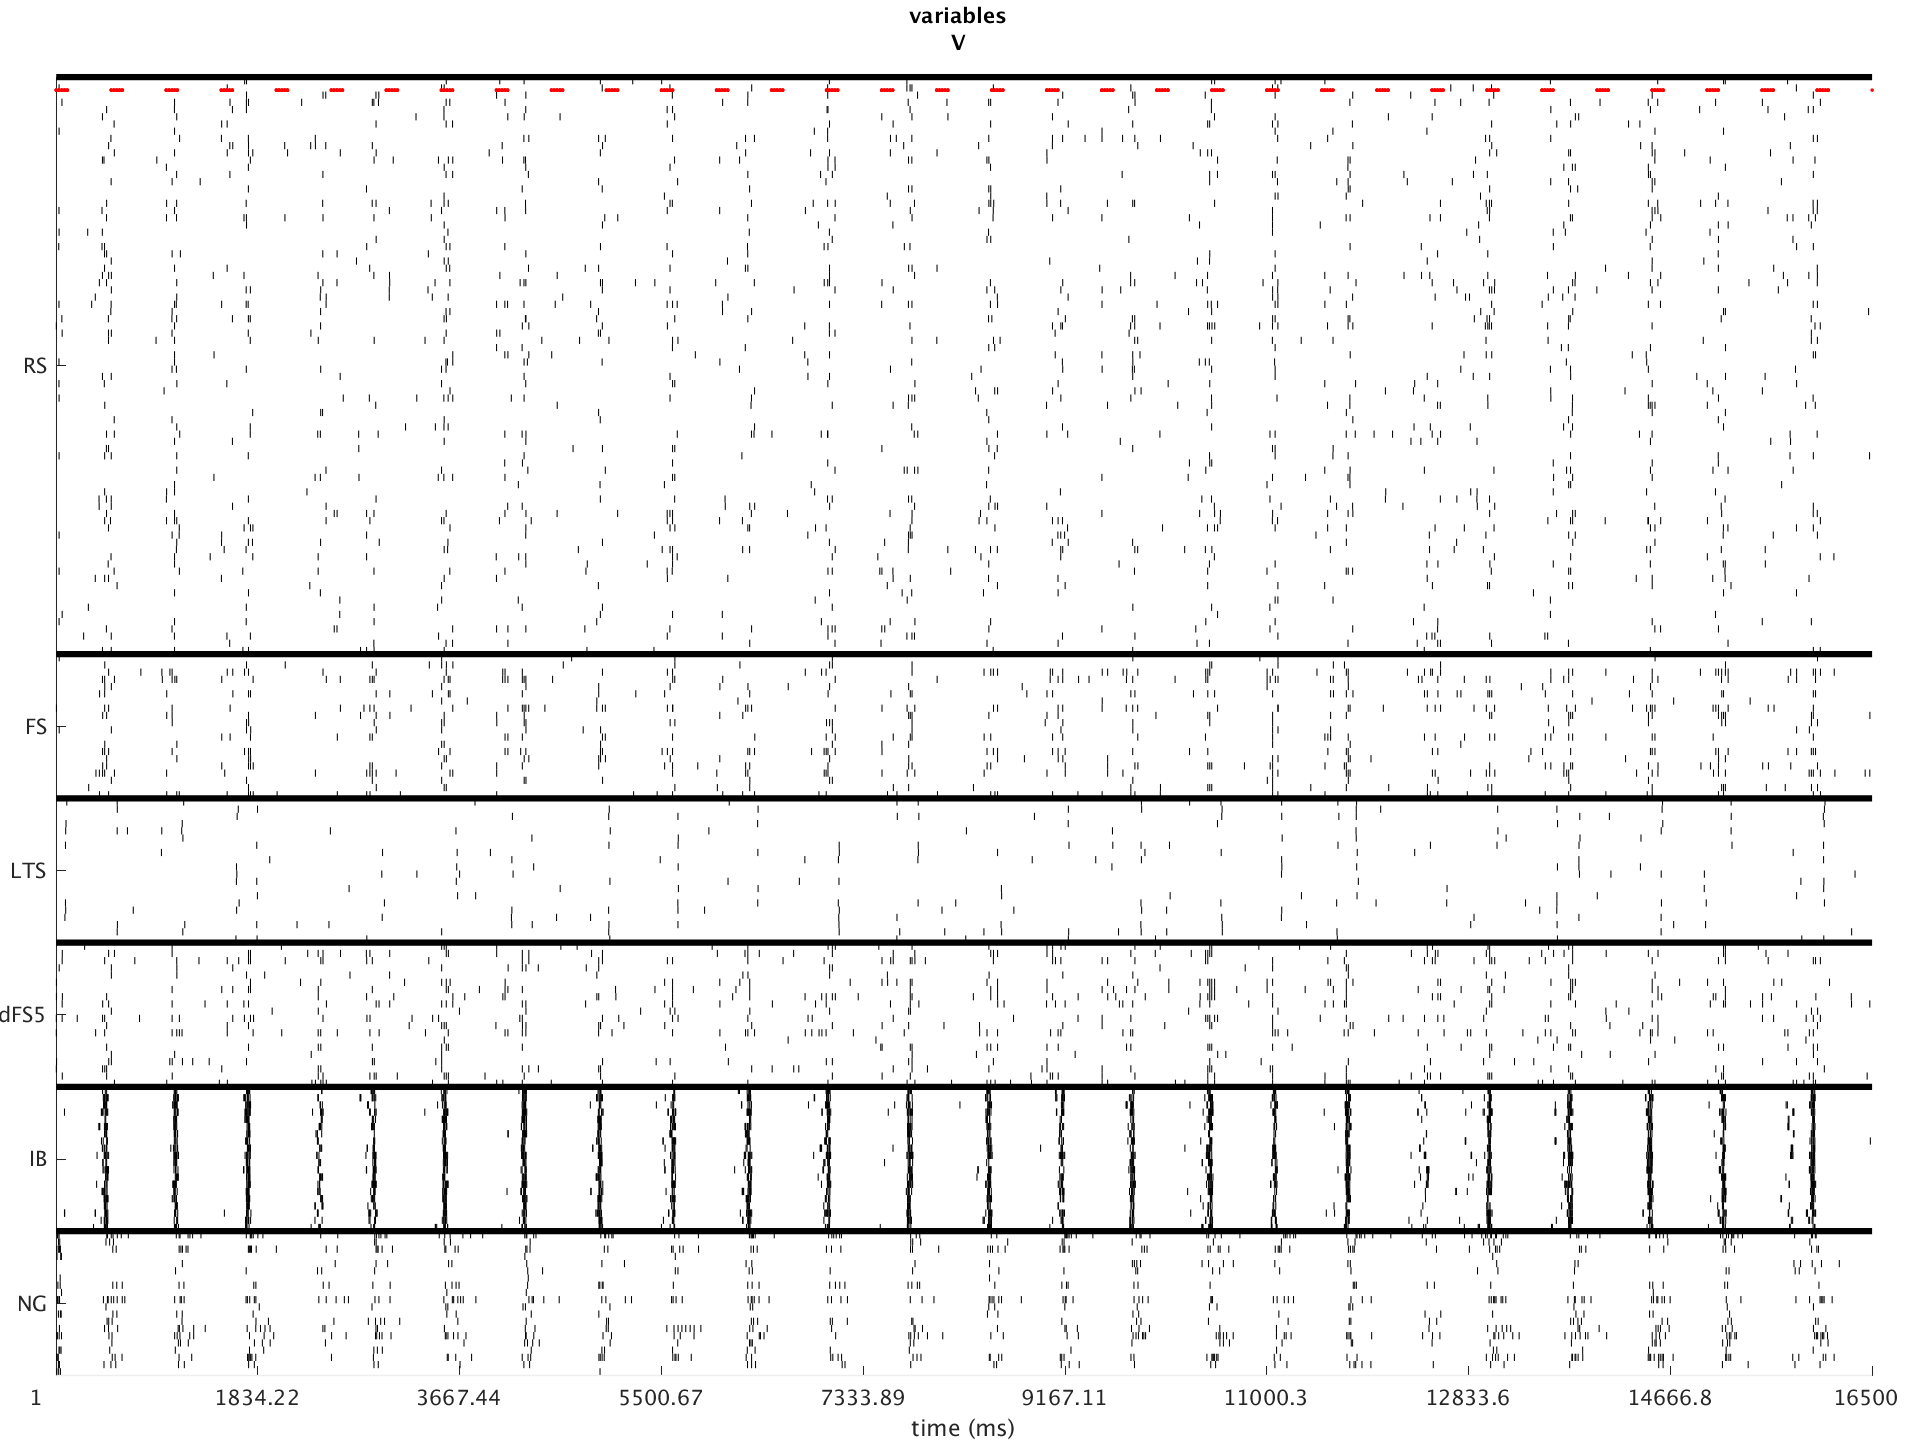 variables
V
RS
FS
LTS
dFS5
IB
NG
1 1834.22 3667.44 5500.67 7333.89 9167.11 11000.3 12833.6 14666.8 16500
time (ms)